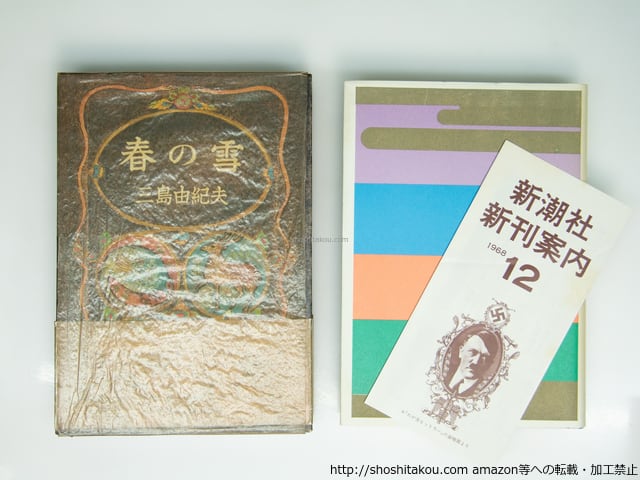 春の雪
三島由紀夫
新潮社
新刊案内
1968
12
http://shoshitakou.com amazon等への転載・加工禁止